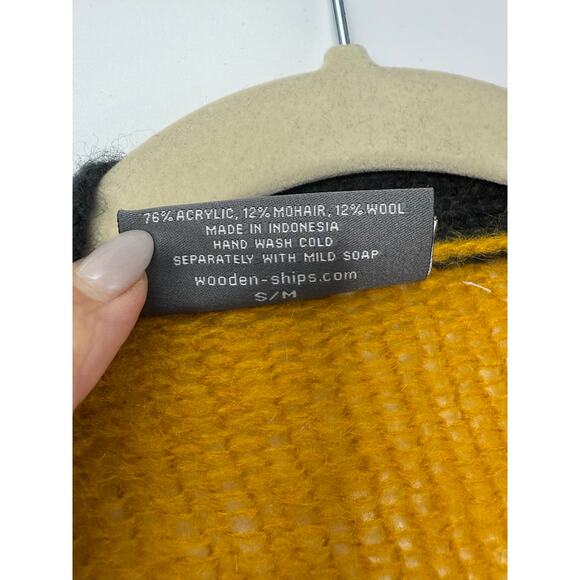 76% ACRYLIC, 12% MOHAIR, 12% WOOL
MADE IN INDONESIA
HAND WASH COLD
SEPARATELY WITH MILD SOAP
wooden-ships.com
S/M